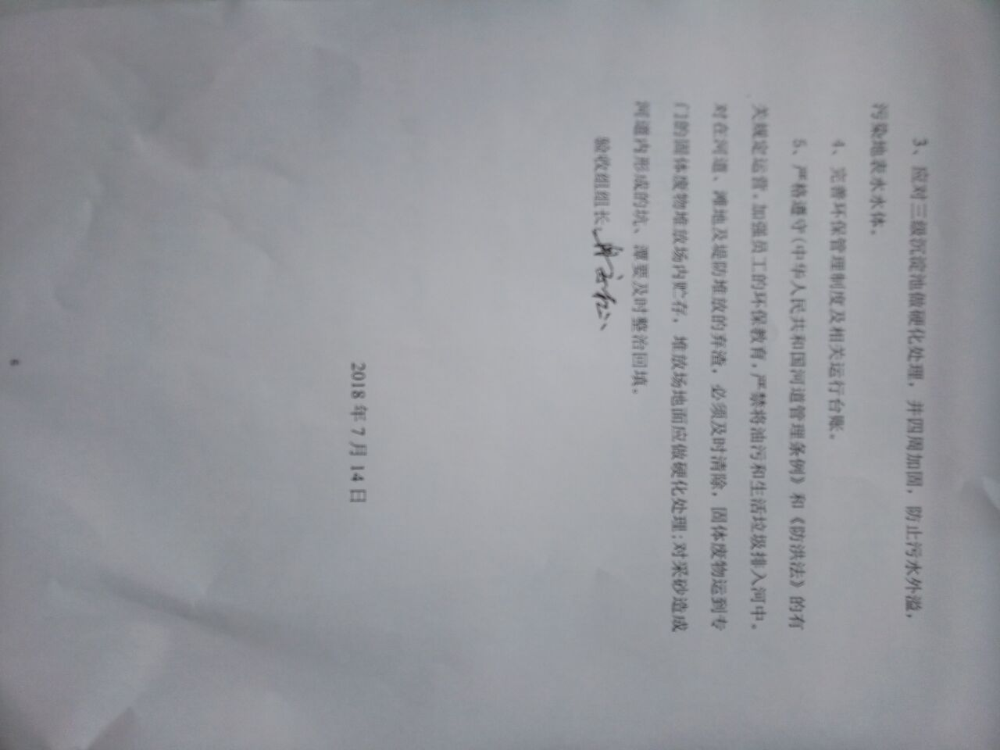 3、应对三级沉淀池做硬化处理，并四周加固，防止污水外溢，
污染地表水水体。
4、完善环保管理制度及相关运行台账。
5、严格遵守《中华人民共和国河道管理条例》和《防洪法》的有
关规定运营，加强员工的环保教育，严禁将油污和生活垃圾排入河中。
对在河道、滩地及堤防堆放的弃渣，必须及时清除，固体废物运到专
门的固体废物堆放场内贮存，堆放场地面应做硬化处理；对采砂造成
河道内形成的坑、潭要及时整治回填。
验收组组长
2018 年 7 月 14 日
6